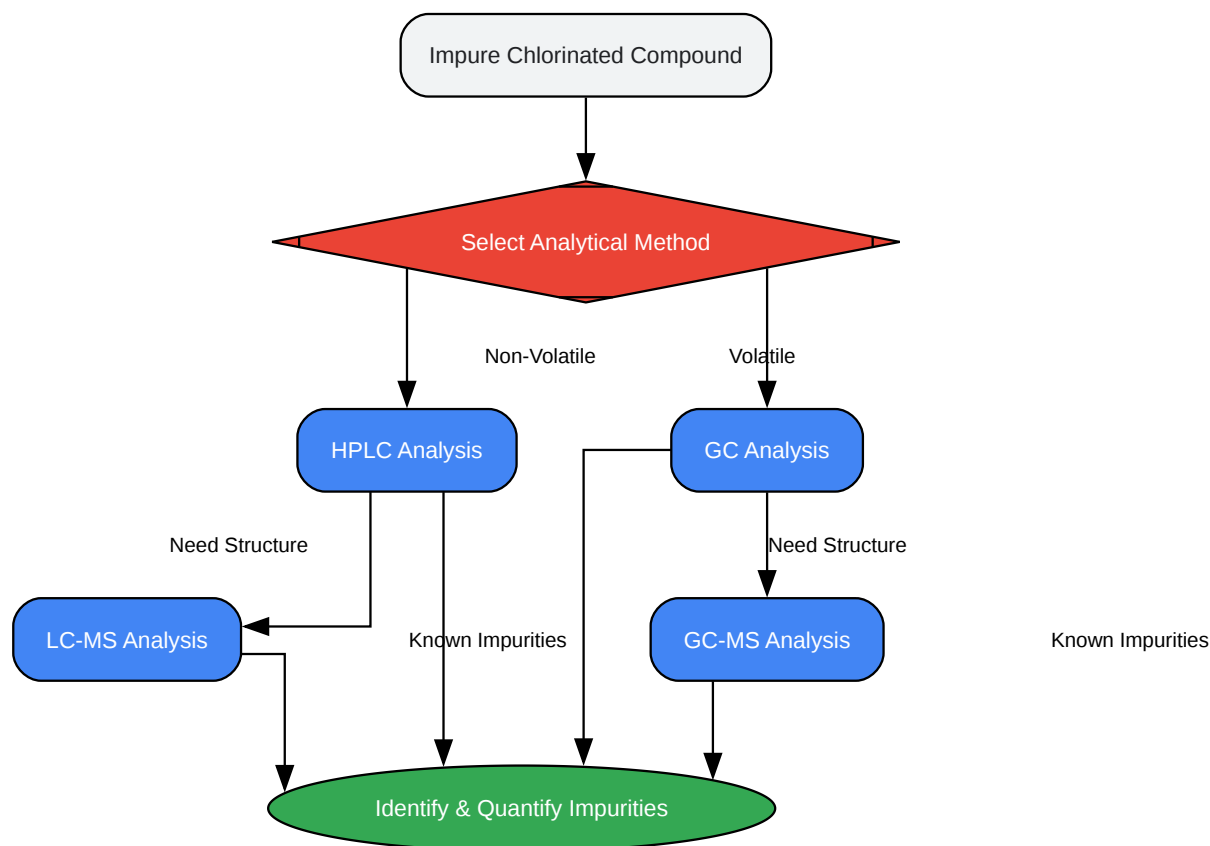 Impure Chlorinated Compound
Select Analytical Method
Non-Volatile
Volatile
HPLC Analysis
GC Analysis
Need Structure
Need Structure
LC-MS Analysis
Known Impurities
GC-MS Analysis
Known Impurities
Identify & Quantify Impurities